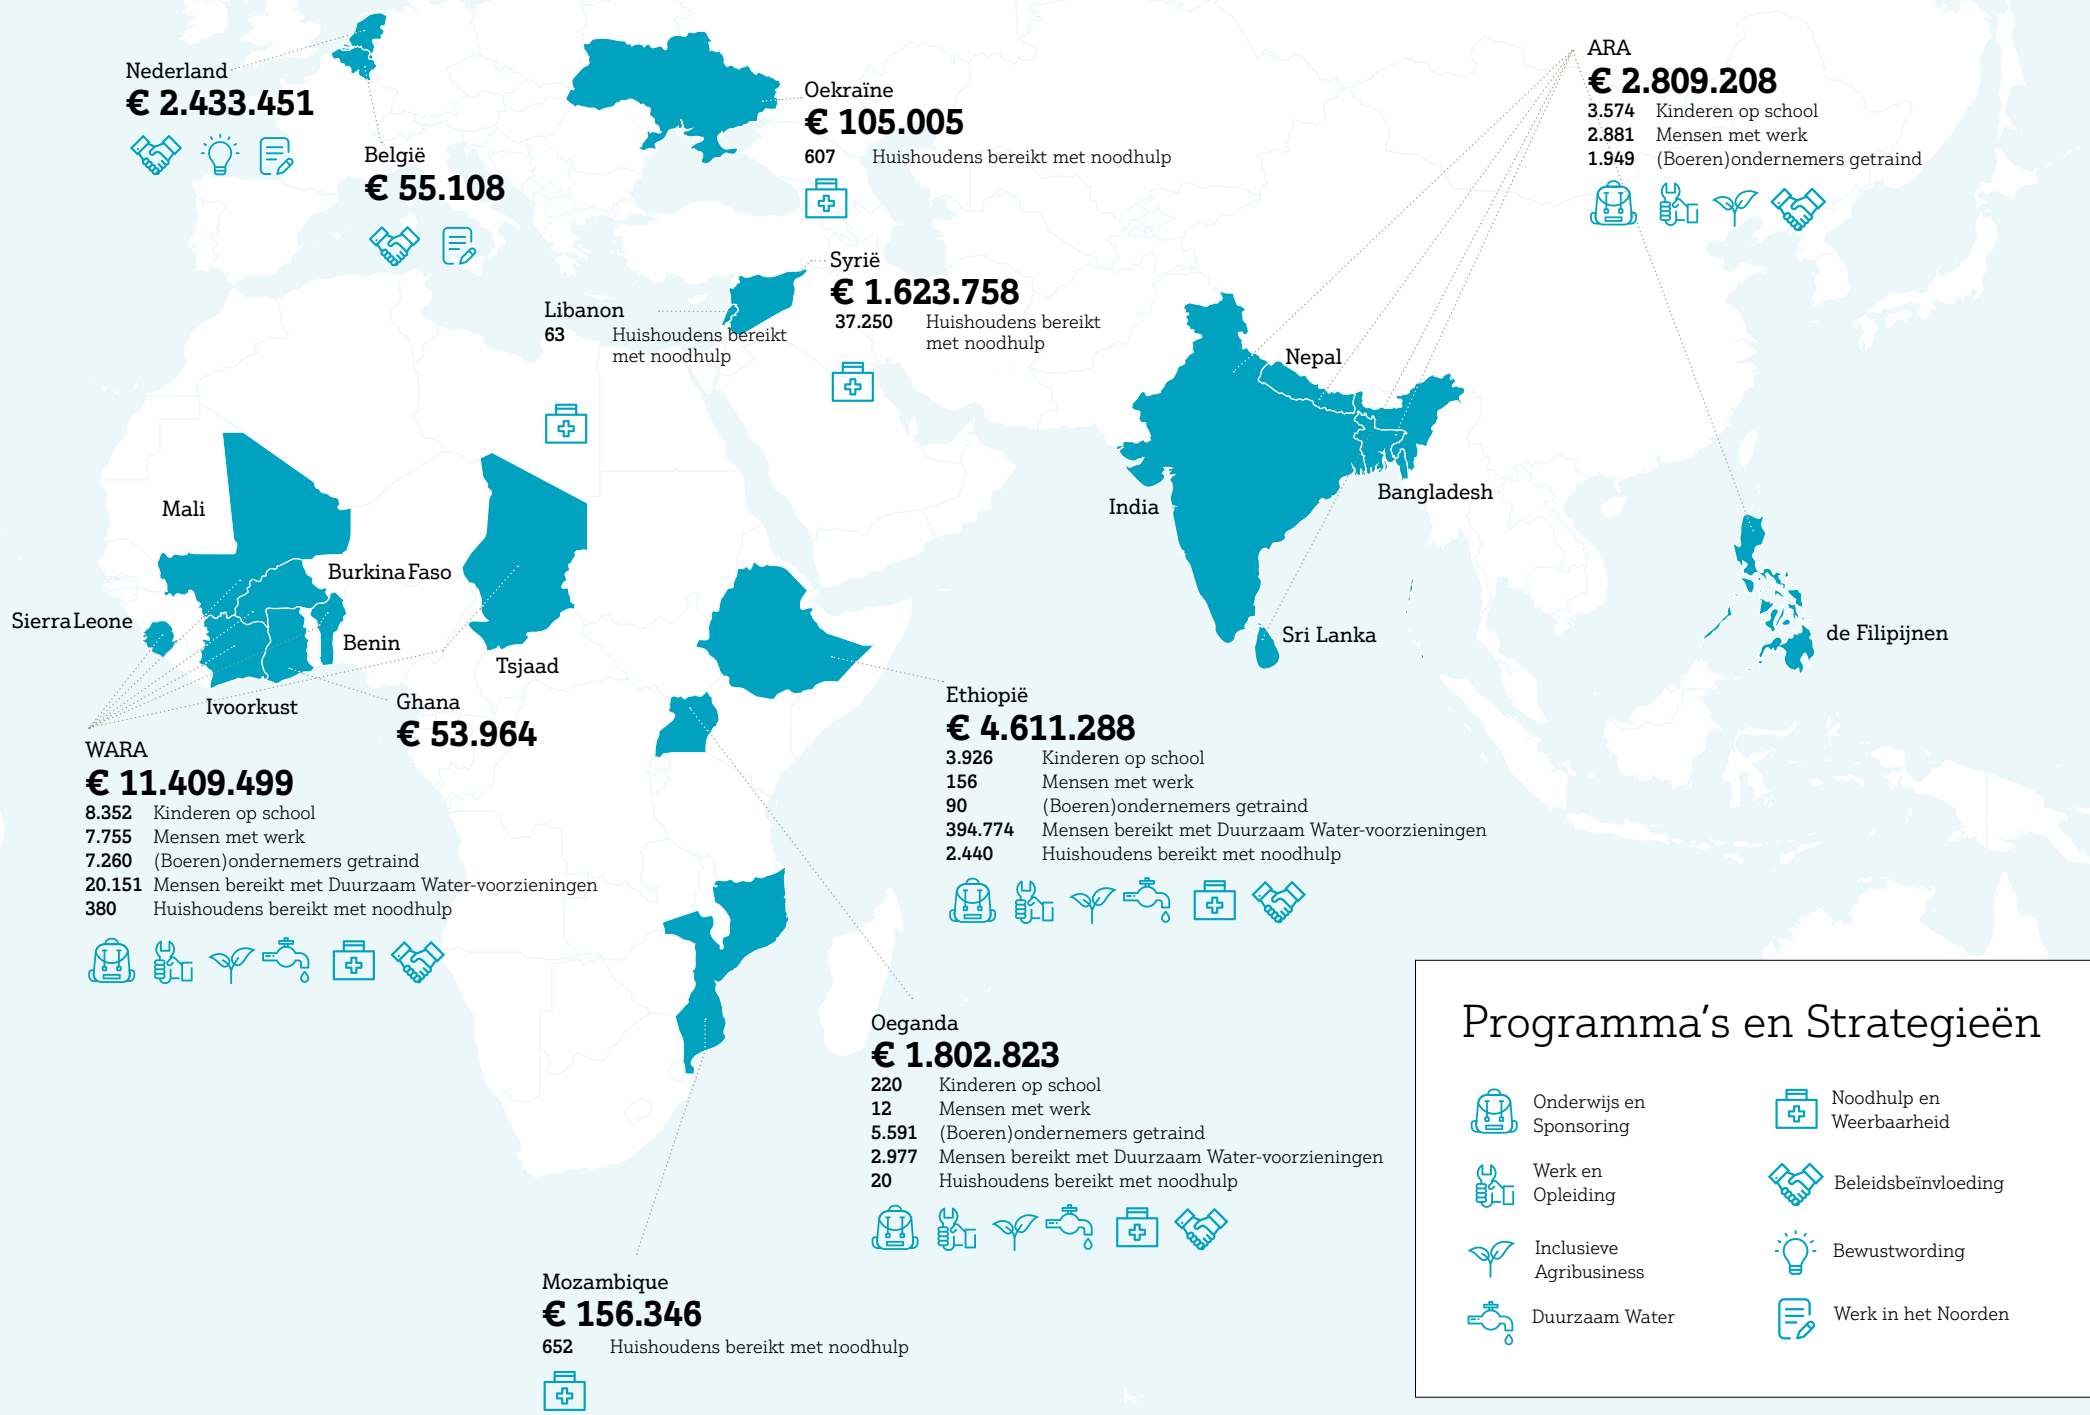 Nederland
€ 2.433.451
België
€ 55.108
Oekraïne
€ 105.005
607 Huishoudens bereikt met noodhulp
ARA
€ 2.809.208
3.574 Kinderen op school
2.881 Mensen met werk
1.949 (Boeren)ondernemers getraind
Syrië
€ 1.623.758
37.250 Huishoudens bereikt
met noodhulp
Libanon
63 Huishoudens bereikt
met noodhulp
Nepal
India
Bangladesh
Sri Lanka
de Filipijnen
Mali
Burkina Faso
Sierra Leone
Benin
Tsjaad
Ivoorkust
Ghana
€ 53.964
WARA
€ 11.409.499
8.352 Kinderen op school
7.755 Mensen met werk
7.260 (Boeren)ondernemers getraind
20.151 Mensen bereikt met Duurzaam Water-voorzieningen
380 Huishoudens bereikt met noodhulp
Ethiopië
€ 4.611.288
3.926 Kinderen op school
156 Mensen met werk
90 (Boeren)ondernemers getraind
394.774 Mensen bereikt met Duurzaam Water-voorzieningen
2.440 Huishoudens bereikt met noodhulp
Oeganda
€ 1.802.823
220 Kinderen op school
12 Mensen met werk
5.591 (Boeren)ondernemers getraind
2.977 Mensen bereikt met Duurzaam Water-voorzieningen
20 Huishoudens bereikt met noodhulp
Mozambique
€ 156.346
652 Huishoudens bereikt met noodhulp
Programma's en Strategieën
Onderwijs en
Sponsoring
Werk en
Opleiding
Inclusieve
Agribusiness
Duurzaam Water
Noodhulp en
Weerbaarheid
Beleidsbeïnvloeding
Bewustwording
Werk in het Noorden